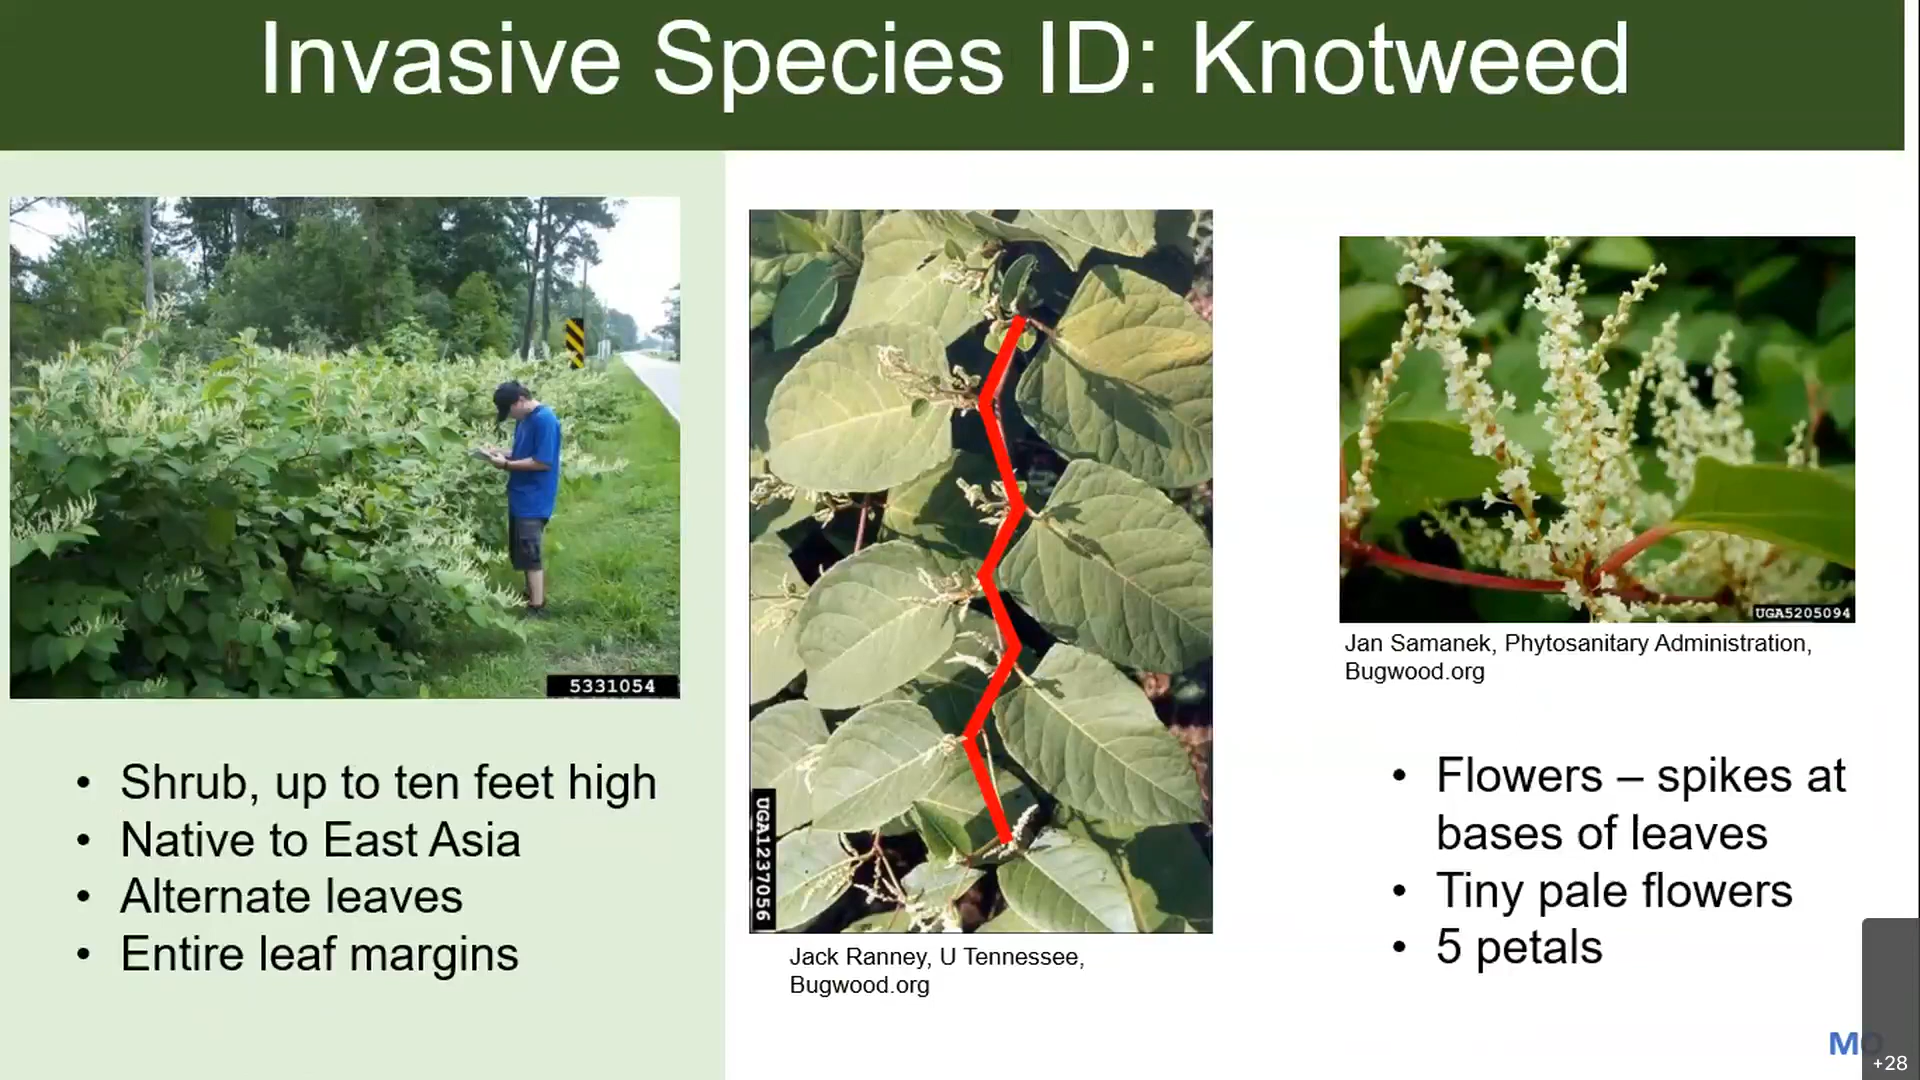 Invasive Species ID: Knotweed
5331054
• Shrub, up to ten feet high
• Native to East Asia
• Alternate leaves
• Entire leaf margins
UGA1237056
Jack Ranney, U Tennessee,
Bugwood.org
UGA5205094
Jan Samanek, Phytosanitary Administration,
Bugwood.org
• Flowers – spikes at
bases of leaves
• Tiny pale flowers
• 5 petals
MO
+28